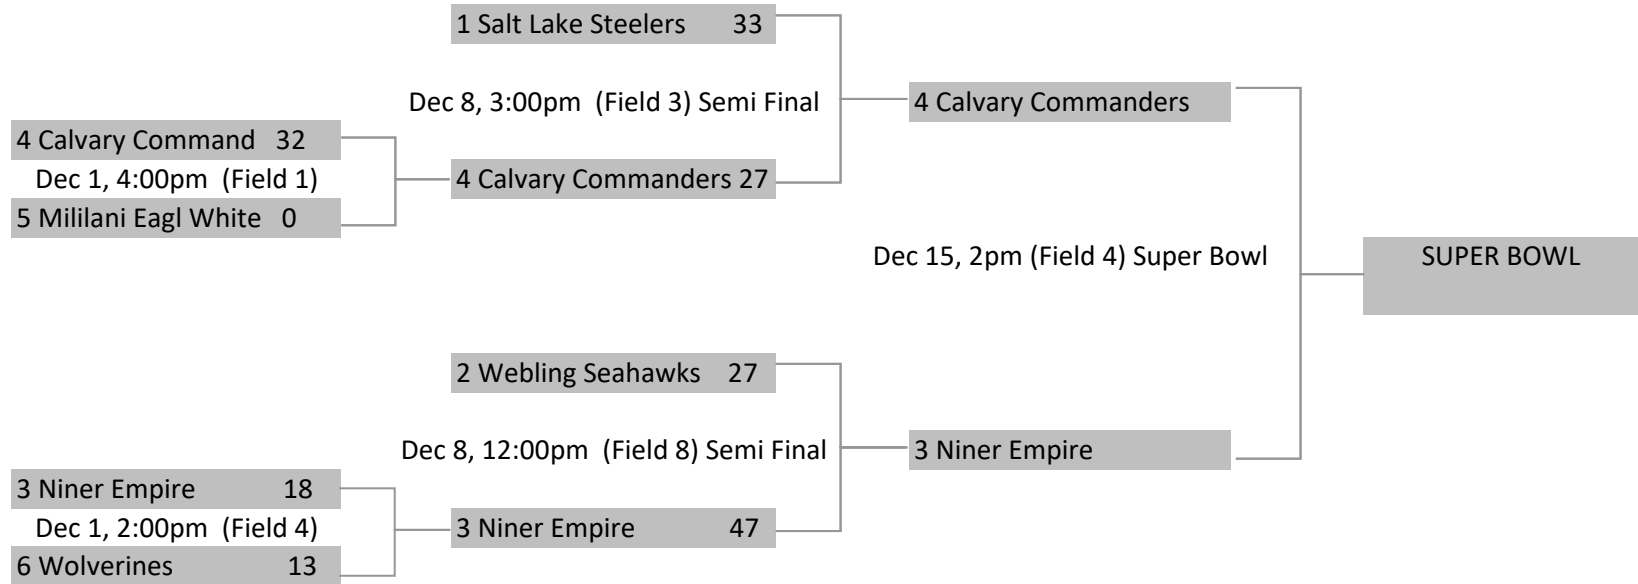 1 Salt Lake Steelers 33
Dec 8, 3:00pm (Field 3) Semi Final
4 Calvary Commanders
4 Calvary Command 32
Dec 1, 4:00pm (Field 1)
4 Calvary Commanders 27
5 Mililani Eagl White 0
Dec 15, 2pm (Field 4) Super Bowl
SUPER BOWL
2 Webling Seahawks 27
Dec 8, 12:00pm (Field 8) Semi Final
3 Niner Empire
3 Niner Empire 18
Dec 1, 2:00pm (Field 4)
3 Niner Empire 47
6 Wolverines 13